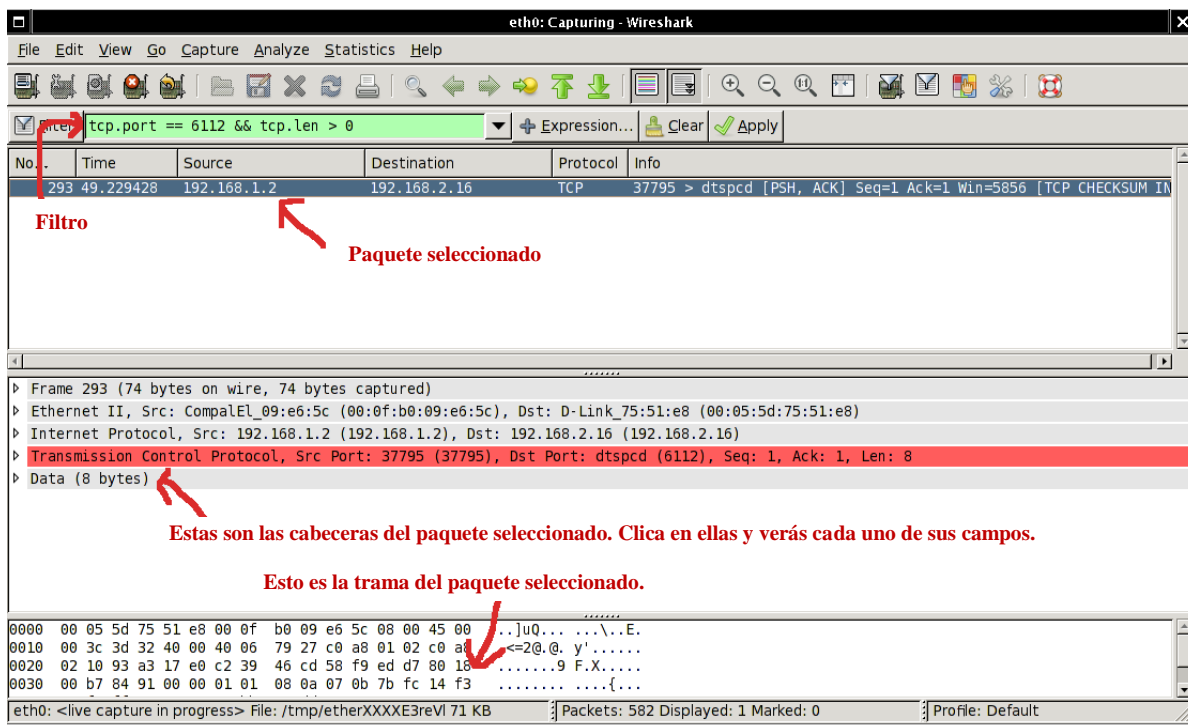 eth0: Capturing - Wireshark
File Edit View Go Capture Analyze Statistics Help
Filter: tcp.port == 6112 && tcp.len > 0 Expression... Clear Apply
No. . Time Source Destination Protocol Info
293 49.229428 192.168.1.2 192.168.2.16 TCP 37795 > dtspcd [PSH, ACK] Seq=1 Ack=1 Win=5856 [TCP CHECKSUM IN
Filtro
Paquete seleccionado
Frame 293 (74 bytes on wire, 74 bytes captured)
Ethernet II, Src: CompalEl_09:e6:5c (00:0f:b0:09:e6:5c), Dst: D-Link_75:51:e8 (00:05:5d:75:51:e8)
Internet Protocol, Src: 192.168.1.2 (192.168.1.2), Dst: 192.168.2.16 (192.168.2.16)
Transmission Control Protocol, Src Port: 37795 (37795), Dst Port: dtspcd (6112), Seq: 1, Ack: 1, Len: 8
Data (8 bytes)
Estas son las cabeceras del paquete seleccionado. Clica en ellas y verás cada uno de sus campos.
Esto es la trama del paquete seleccionado.
0000 00 05 5d 75 51 e8 00 0f b0 09 e6 5c 08 00 45 00 ..]uQ... ...\..E.
0010 00 3c 3d 32 40 00 40 06 79 27 c0 a8 01 02 c0 a8 .<=2@.@. y'......
0020 02 10 93 a3 17 e0 c2 39 46 cd 58 f9 ed d7 80 18 .......9 F.X.....
0030 00 b7 84 91 00 00 01 01 08 0a 07 0b 7b fc 14 f3 ........ ....{...
eth0: <live capture in progress> File: /tmp/etherXXXXE3reVl 71 KB Packets: 582 Displayed: 1 Marked: 0 Profile: Default